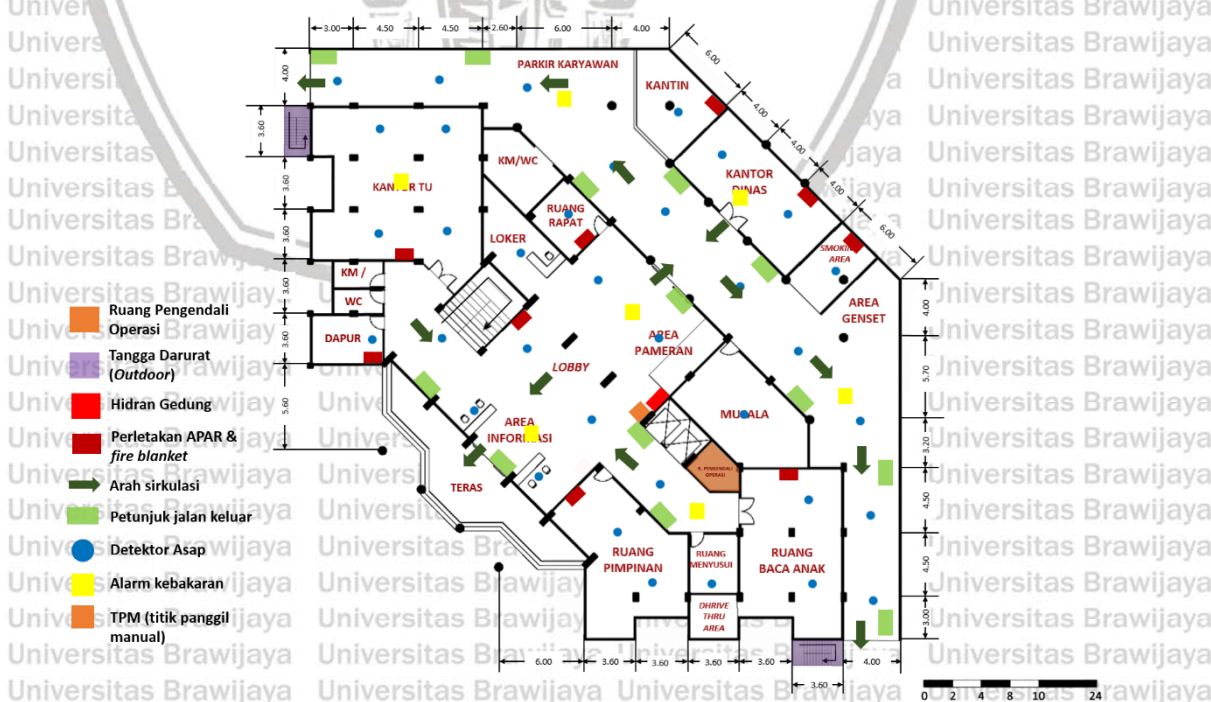 3.00
4.50
4.50
2.60
6.00
4.00
6.00
4.00
4.00
4.00
6.00
4.00
3.60
3.60
3.60
3.60
3.60
5.60
PARKIR KARYAWAN
KANTIN
KM/WC
KANTOR
DINAS
KANTOR TU
RUANG
RAPAT
LOKER
SMOKING
AREA
KM /
WC
DAPUR
AREA
GENSET
AREA
PAMERAN
LOBBY
MUSALA
AREA
INFORMASI
R. PENGENDALI
OPERASI
TERAS
RUANG
PIMPINAN
RUANG
MENYUSUI
RUANG
BACA ANAK
DHRIVE
THRU
AREA
4.00
5.70
3.20
4.50
4.50
3.00
6.00
3.60
3.60
3.60
3.60
4.00
3.60
Ruang Pengendali
Operasi
Tangga Darurat
(Outdoor)
Hidran Gedung
Perletakan APAR &
fire blanket
Arah sirkulasi
Petunjuk jalan keluar
Detektor Asap
Alarm kebakaran
TPM (titik panggil
manual)
0 2 4 8 10 24
Universitas Brawijaya